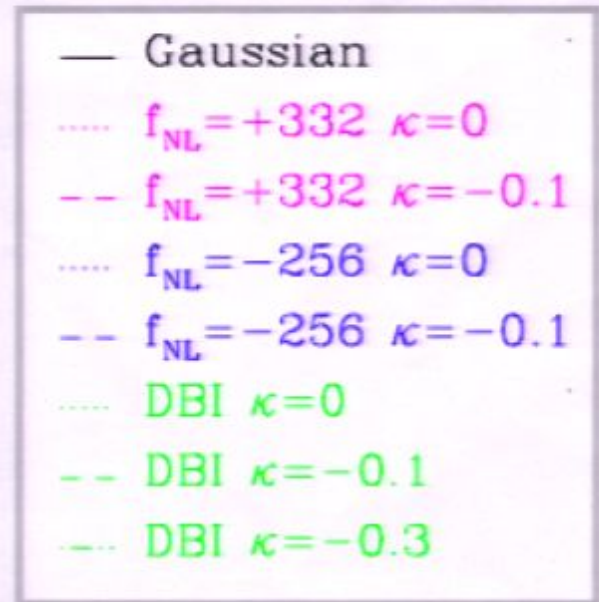 Gaussian
f_NL=+332 κ=0
f_NL=+332 κ=−0.1
f_NL=−256 κ=0
f_NL=−256 κ=−0.1
DBI κ=0
DBI κ=−0.1
DBI κ=−0.3